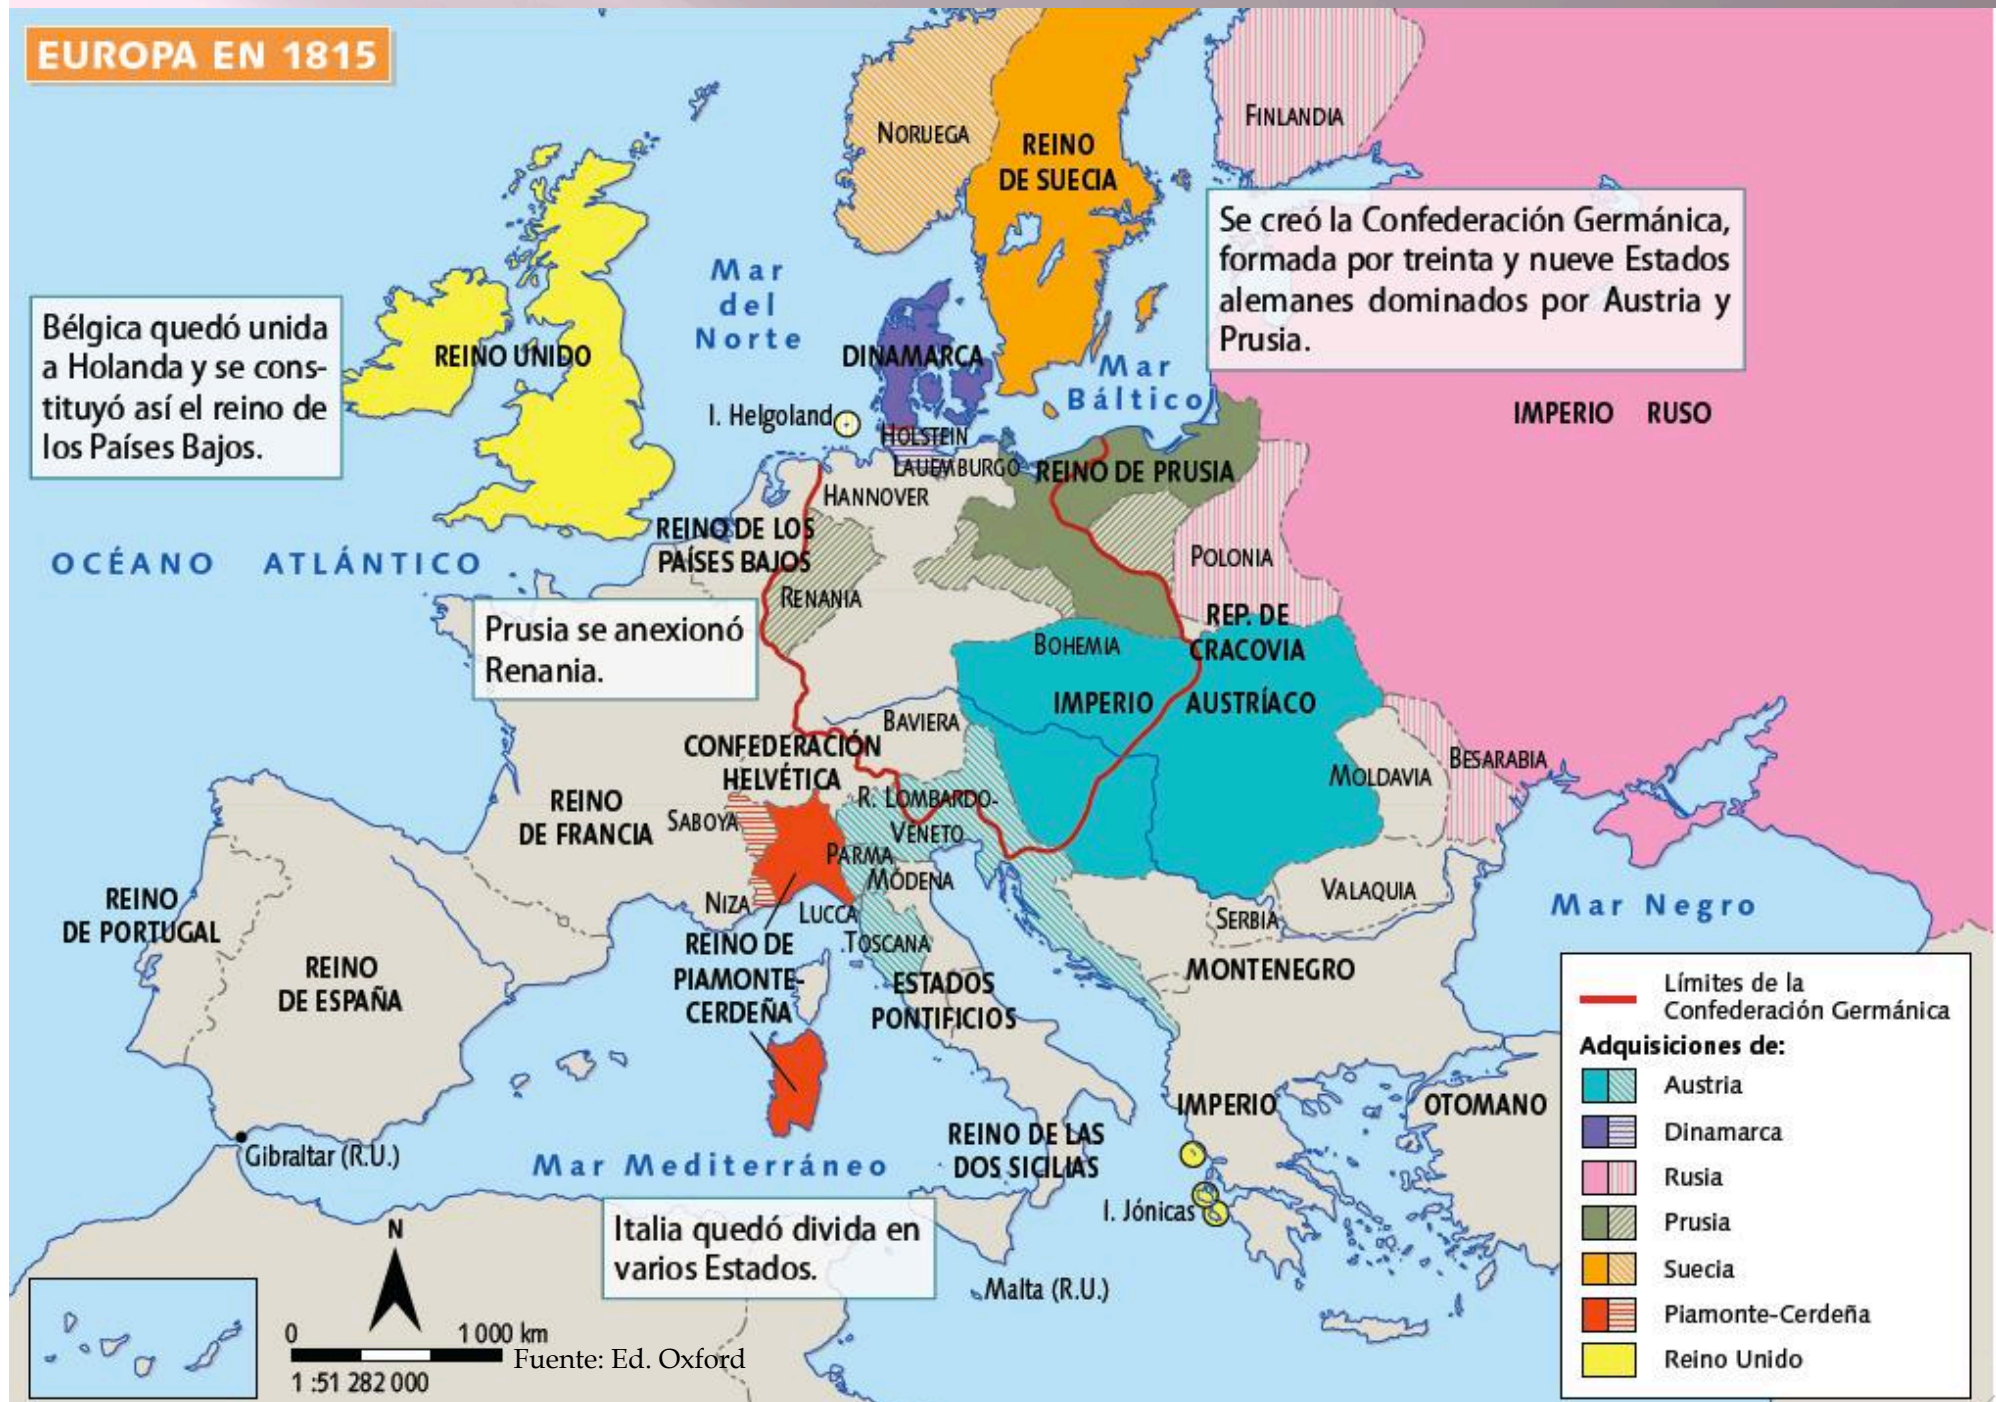 EUROPA EN 1815
NORUEGA
REINO
DE SUECIA
FINLANDIA
Se creó la Confederación Germánica,
formada por treinta y nueve Estados
alemanes dominados por Austria y
Prusia.
Mar
del
Norte
Bélgica quedó unida
a Holanda y se cons-
tituyó así el reino de
los Países Bajos.
REINO UNIDO
DINAMARCA
Mar
Báltico
IMPERIO RUSO
I. Helgoland
HOLSTEIN
LAUEMBURGO
REINO DE PRUSIA
HANNOVER
REINO DE LOS
PAÍSES BAJOS
OCÉANO ATLÁNTICO
POLONIA
RENANIA
Prusia se anexionó
Renania.
REP. DE
CRACOVIA
BOHEMIA
IMPERIO AUSTRÍACO
BAVIERA
CONFEDERACIÓN
HELVÉTICA
BESARABIA
MOLDAVIA
REINO
DE FRANCIA
SABOYA
R. LOMBARDO-
VENETO
PARMA
MÓDENA
NIZA
LUCCA
TOSCANA
VALAQUIA
SERBIA
Mar Negro
REINO
DE PORTUGAL
REINO
DE ESPAÑA
REINO DE
PIAMONTE-
CERDEÑA
ESTADOS
PONTIFICIOS
MONTENEGRO
IMPERIO OTOMANO
Gibraltar (R.U.)
Mar Mediterráneo
REINO DE LAS
DOS SICILIAS
I. Jónicas
Italia quedó divida en
varios Estados.
Malta (R.U.)
N
0 1 000 km
1 :51 282 000
Fuente: Ed. Oxford
Límites de la
Confederación Germánica
Adquisiciones de:
Austria
Dinamarca
Rusia
Prusia
Suecia
Piamonte-Cerdeña
Reino Unido